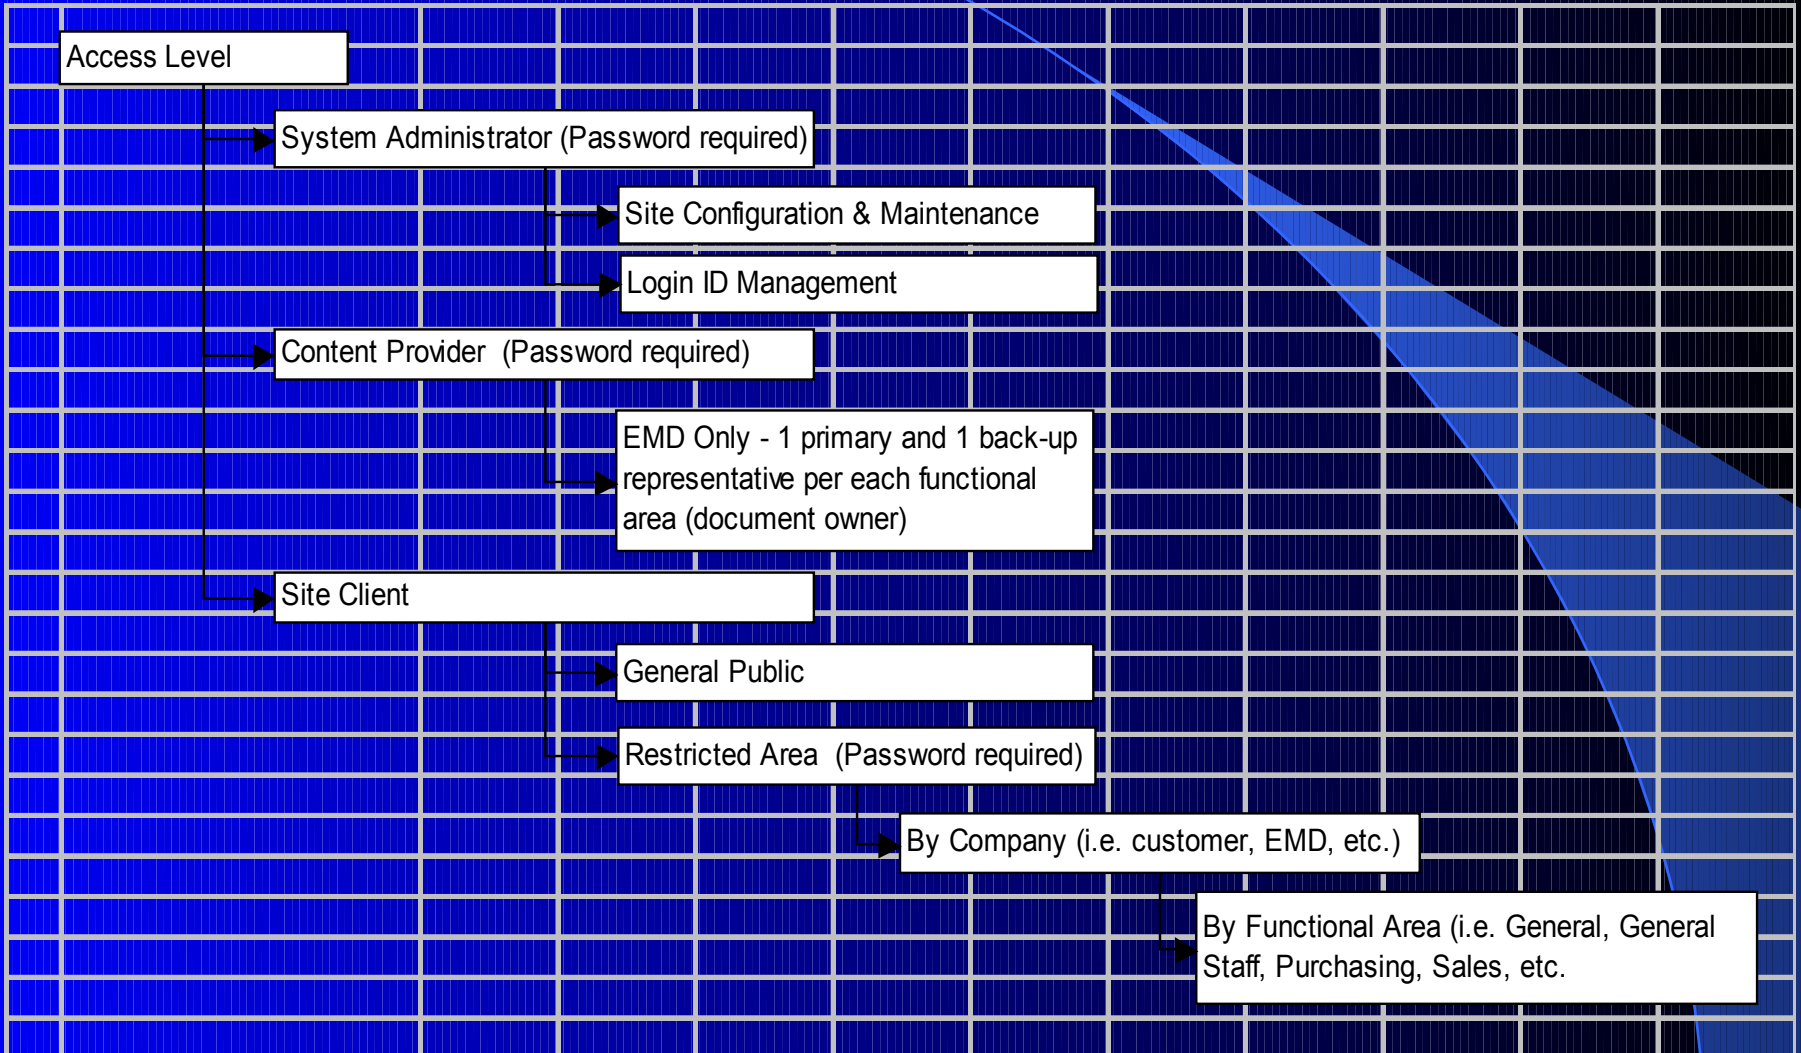 Access Level
System Administrator (Password required)
Site Configuration & Maintenance
Login ID Management
Content Provider (Password required)
EMD Only - 1 primary and 1 back-up
representative per each functional
area (document owner)
Site Client
General Public
Restricted Area (Password required)
By Company (i.e. customer, EMD, etc.)
By Functional Area (i.e. General, General
Staff, Purchasing, Sales, etc.